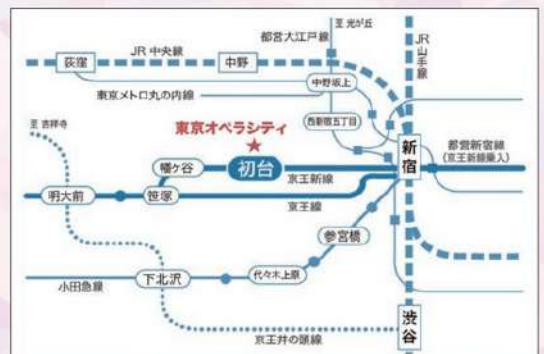 至 光が丘
都営大江戸線
JR 山手線
JR 中央線
荻窪
中野
中野坂上
東京メトロ丸の内線
西新宿五丁目
至 吉祥寺
東京オペラシティ
新宿
都営新宿線
(京王新線乗入)
幡ヶ谷
初台
京王新線
明大前
笹塚
京王線
参宮橋
代々木上原
下北沢
小田急線
渋谷
京王井の頭線